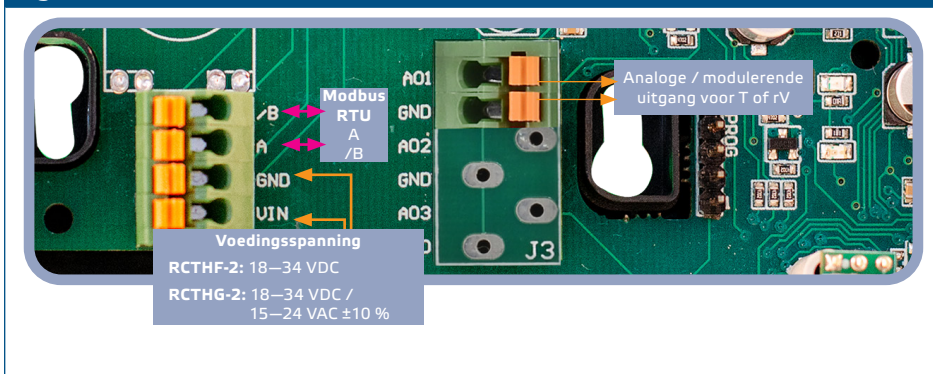 /B
A
GND
VIN
Modbus
RTU
A
/B
AO1
GND
AO2
GND
AO3
J3
PROG
Analoge / modulerende
uitgang voor T of rV
Voedingsspanning
RCTHF-2: 18—34 VDC
RCTHG-2: 18—34 VDC /
15—24 VAC ±10 %